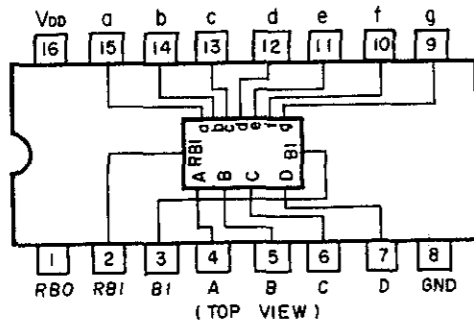 VDD a b c d e f g
16 15 14 13 12 11 10 9
a b c d e f g
RBI BI
A B C D
1 2 3 4 5 6 7 8
RBO RBI BI A B C D GND
(TOP VIEW)